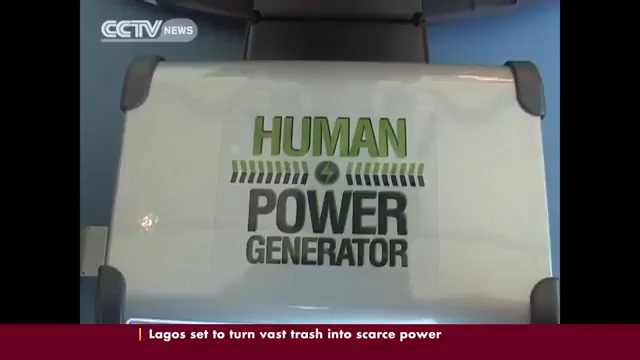 CCTV NEWS
HUMAN
POWER
GENERATOR
Lagos set to turn vast trash into scarce power